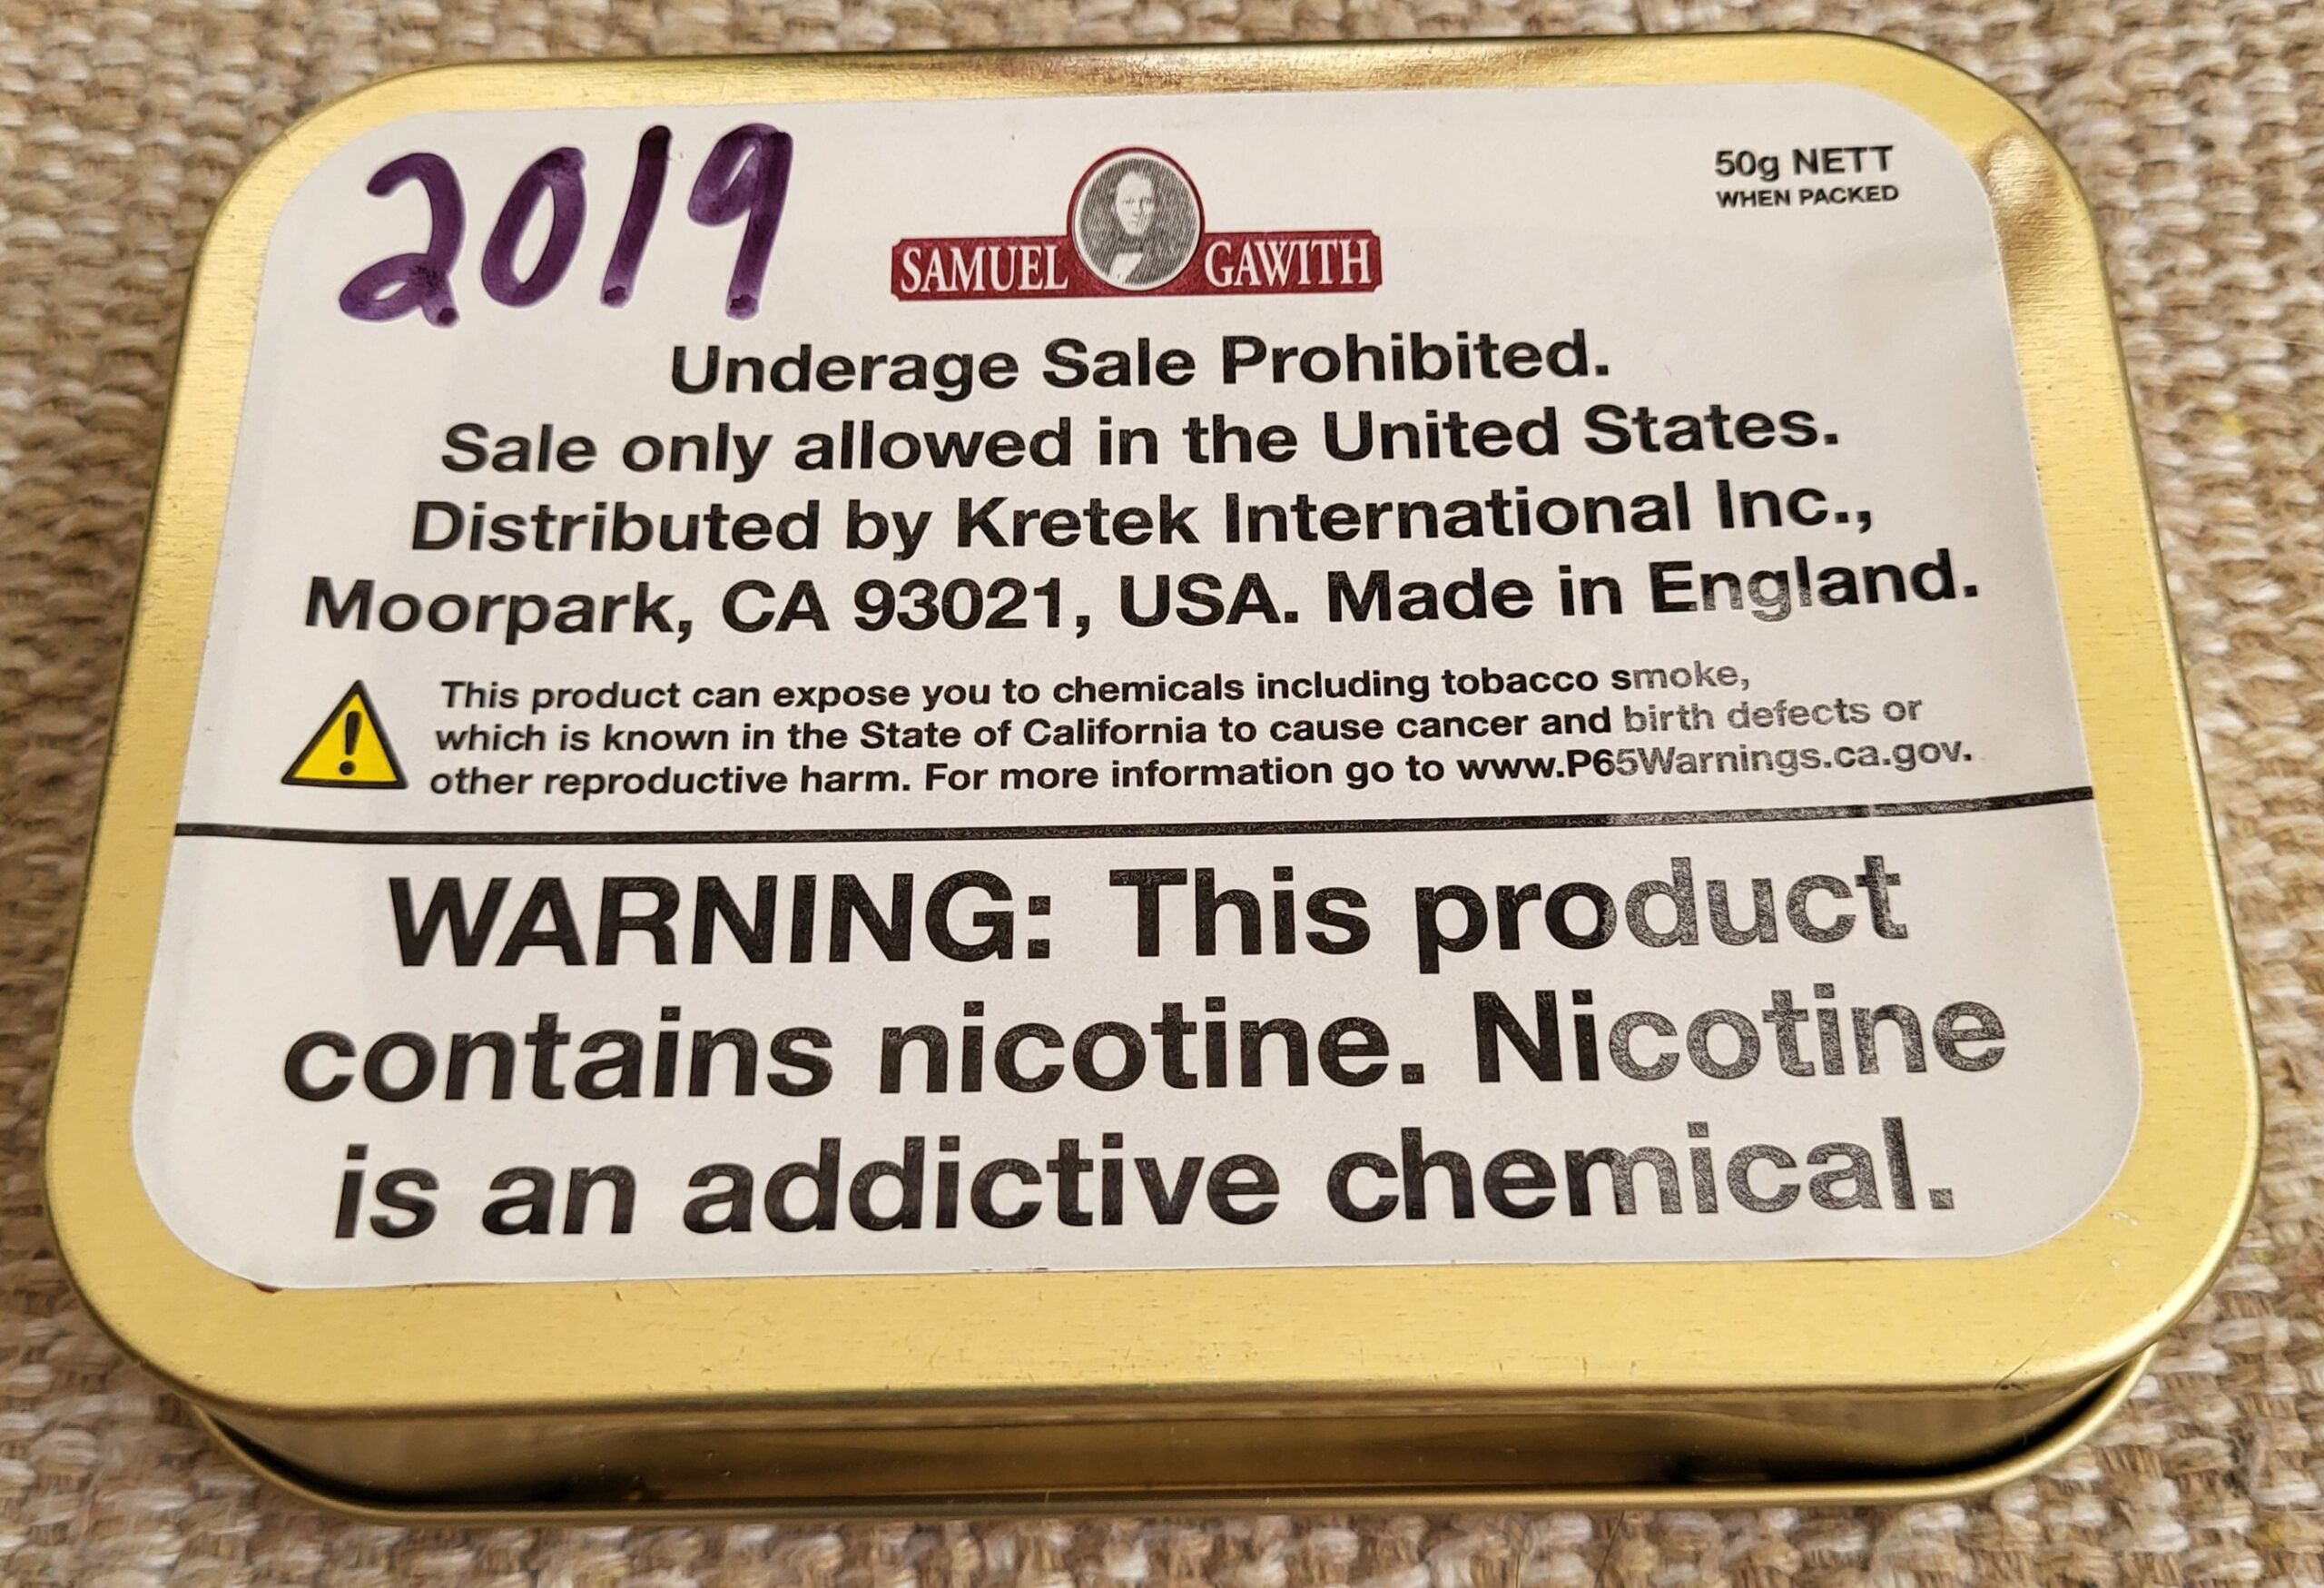 2019
SAMUEL GAWITH
50g NETT
WHEN PACKED
Underage Sale Prohibited.
Sale only allowed in the United States.
Distributed by Kretek International Inc.,
Moorpark, CA 93021, USA. Made in England.
This product can expose you to chemicals including tobacco smoke,
which is known in the State of California to cause cancer and birth defects or
other reproductive harm. For more information go to www.P65Warnings.ca.gov.
WARNING: This product
contains nicotine. Nicotine
is an addictive chemical.